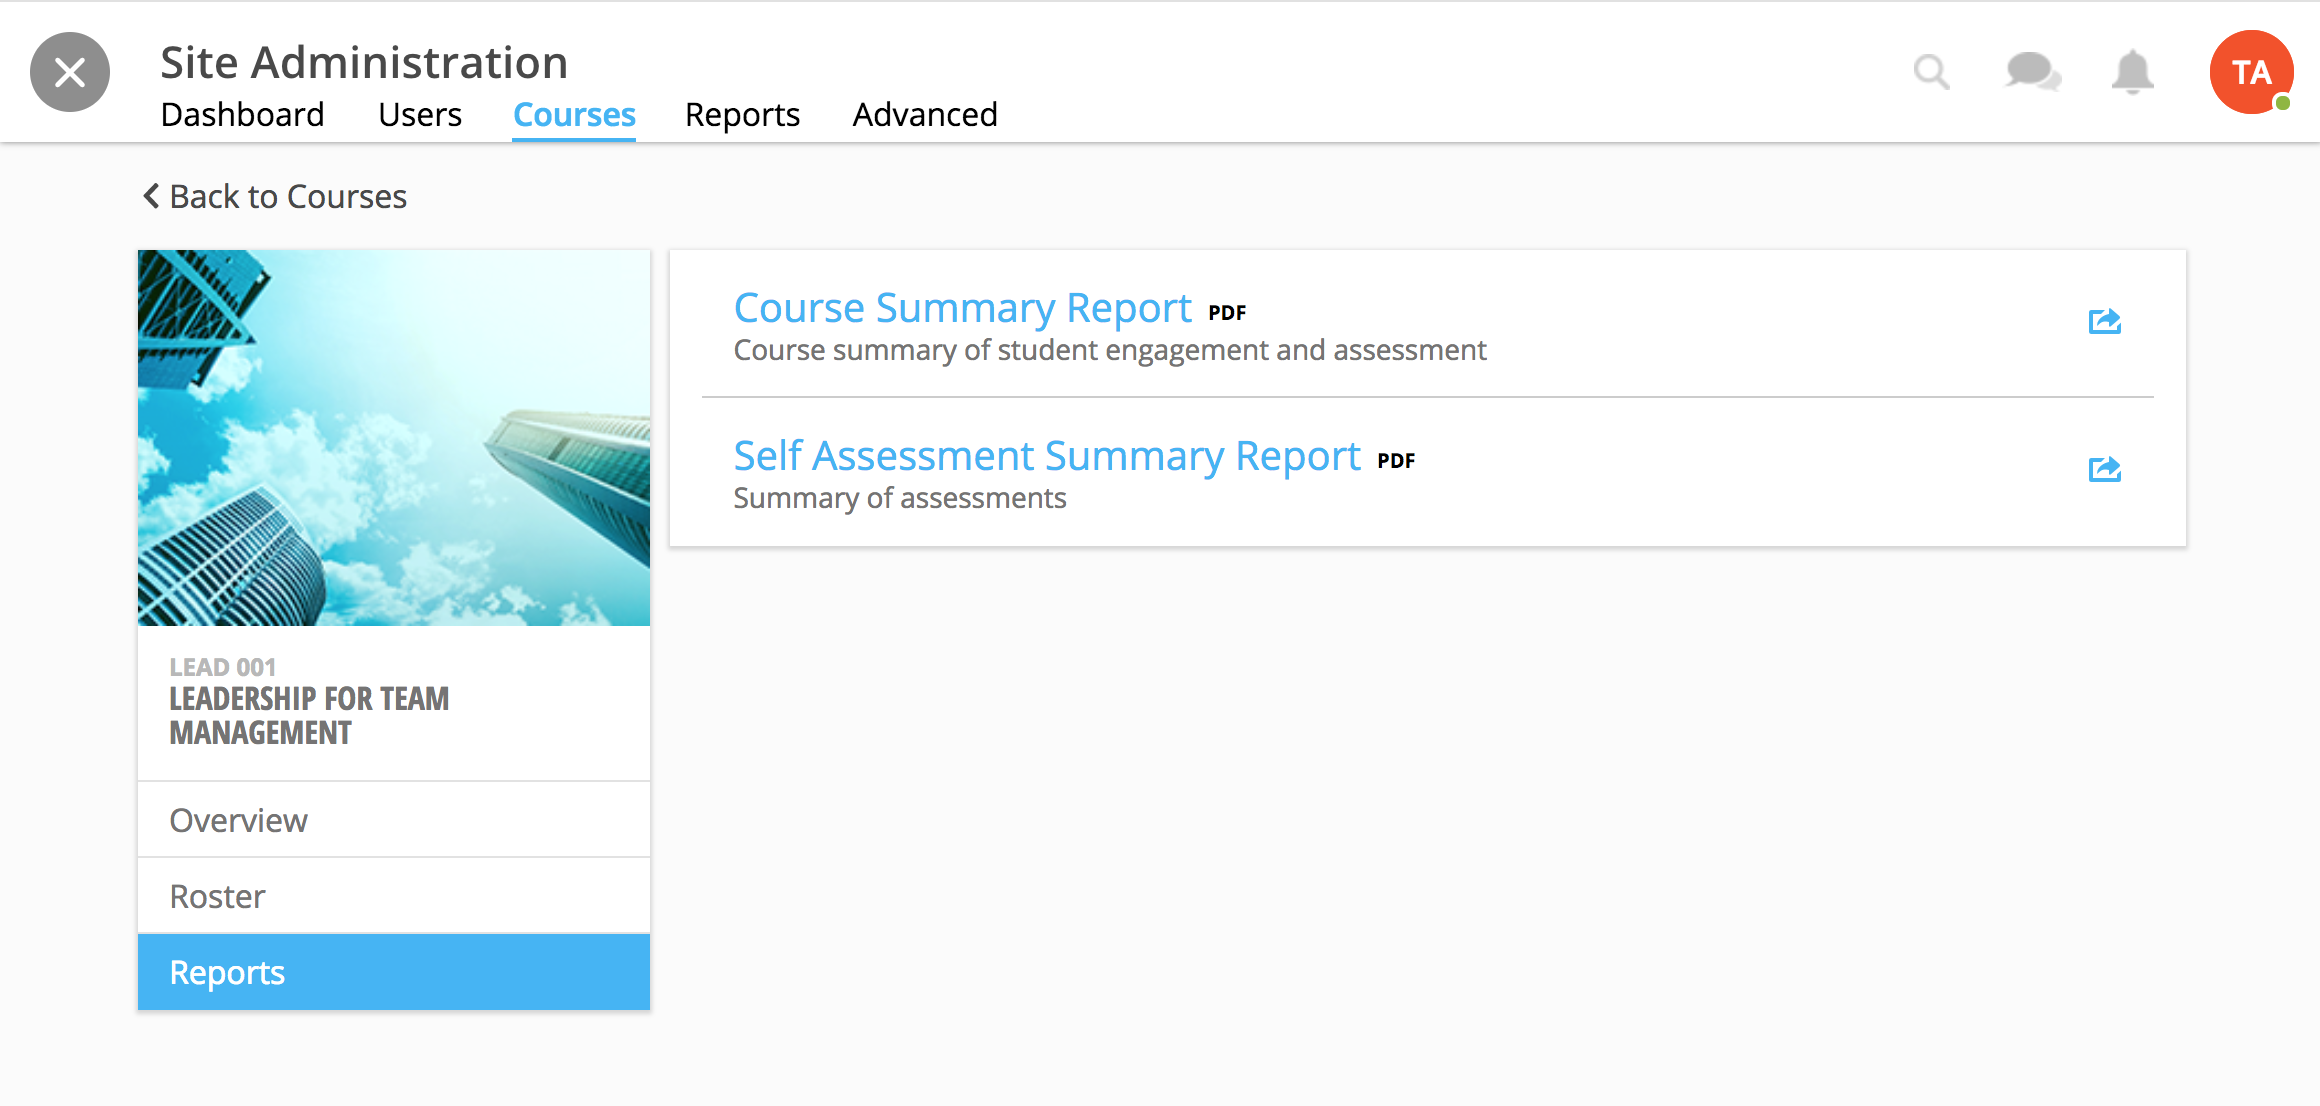 Site Administration
Dashboard Users Courses Reports Advanced
TA
Back to Courses
Course Summary Report PDF
Course summary of student engagement and assessment
Self Assessment Summary Report PDF
Summary of assessments
LEAD 001
LEADERSHIP FOR TEAM
MANAGEMENT
Overview
Roster
Reports